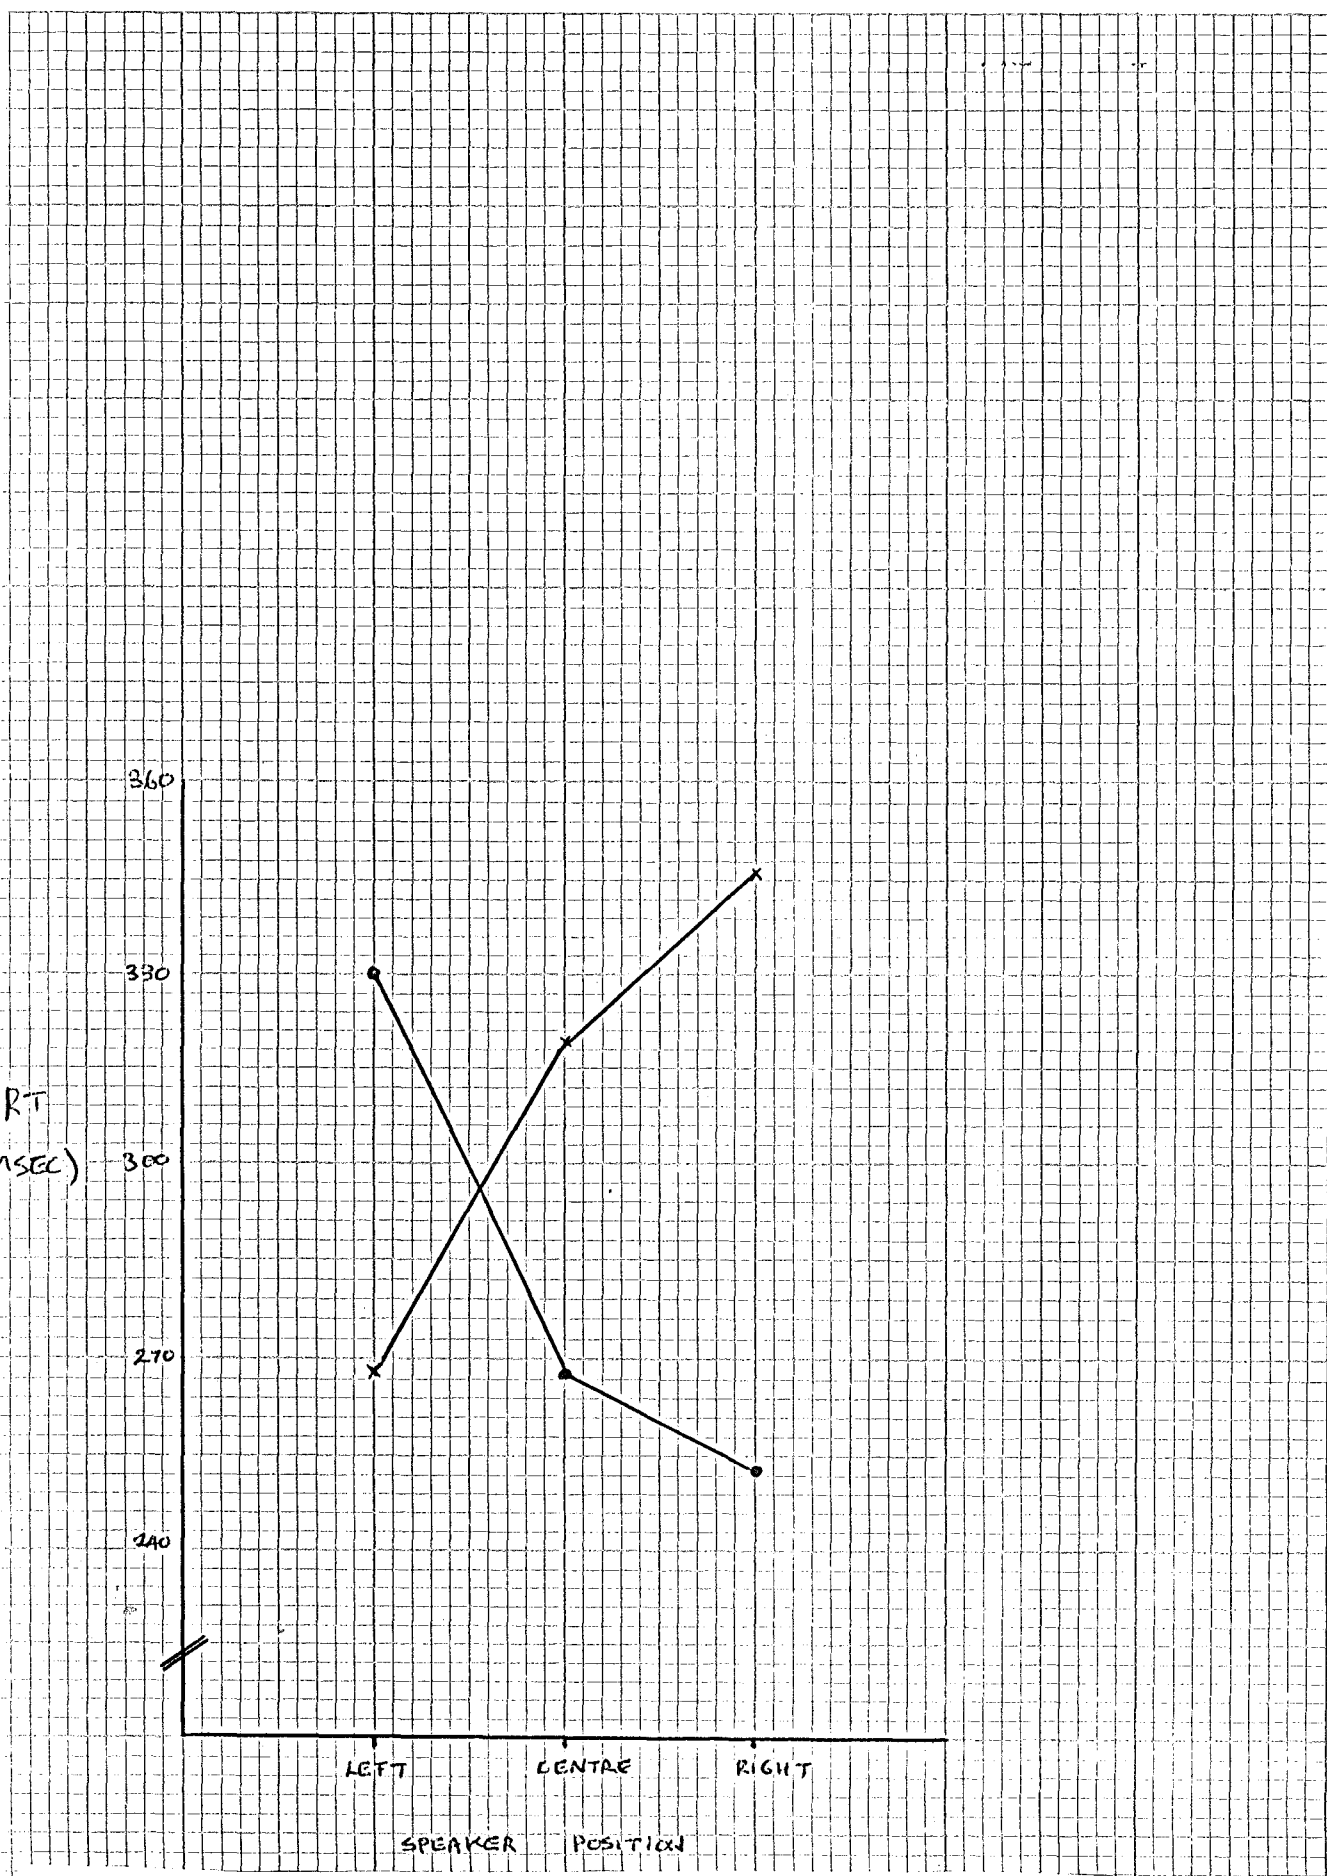 360
330
RT
300
MSEC)
270
240
LEFT CENTRE RIGHT
SPEAKER POSITION